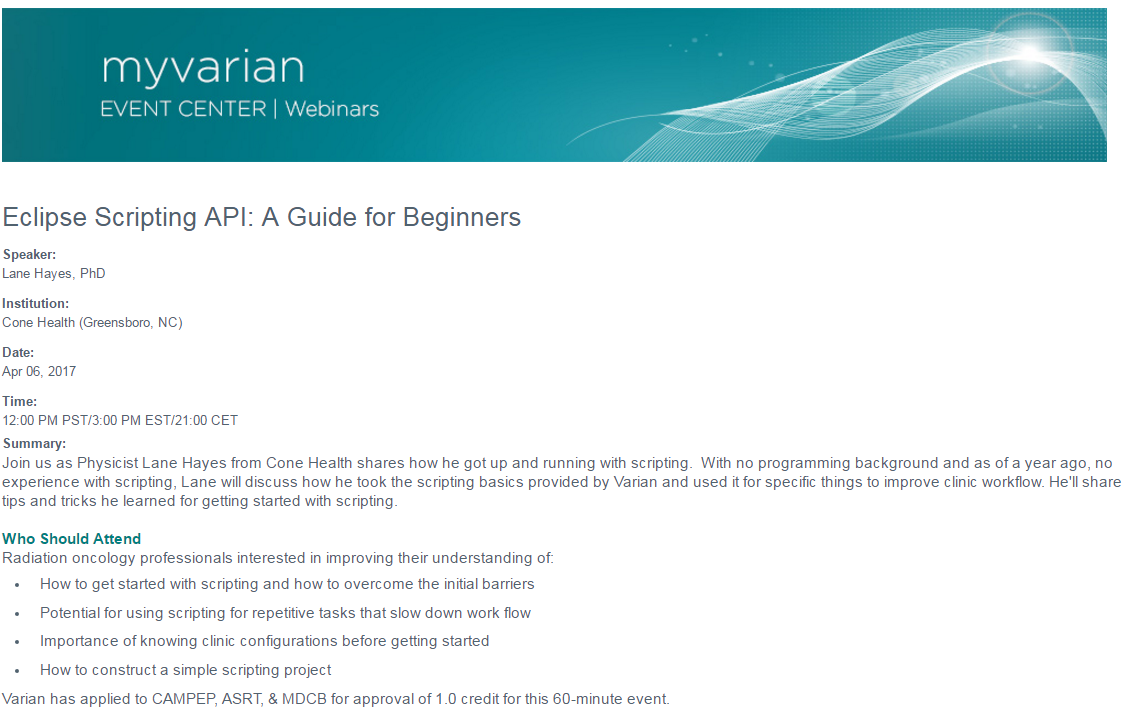 myvarian
EVENT CENTER | Webinars
Eclipse Scripting API: A Guide for Beginners
Speaker:
Lane Hayes, PhD
Institution:
Cone Health (Greensboro, NC)
Date:
Apr 06, 2017
Time:
12:00 PM PST/3:00 PM EST/21:00 CET
Summary:
Join us as Physicist Lane Hayes from Cone Health shares how he got up and running with scripting.  With no programming background and as of a year ago, no
experience with scripting, Lane will discuss how he took the scripting basics provided by Varian and used it for specific things to improve clinic workflow. He'll share
tips and tricks he learned for getting started with scripting.
Who Should Attend
Radiation oncology professionals interested in improving their understanding of:
• How to get started with scripting and how to overcome the initial barriers
• Potential for using scripting for repetitive tasks that slow down work flow
• Importance of knowing clinic configurations before getting started
• How to construct a simple scripting project
Varian has applied to CAMPEP, ASRT, & MDCB for approval of 1.0 credit for this 60-minute event.